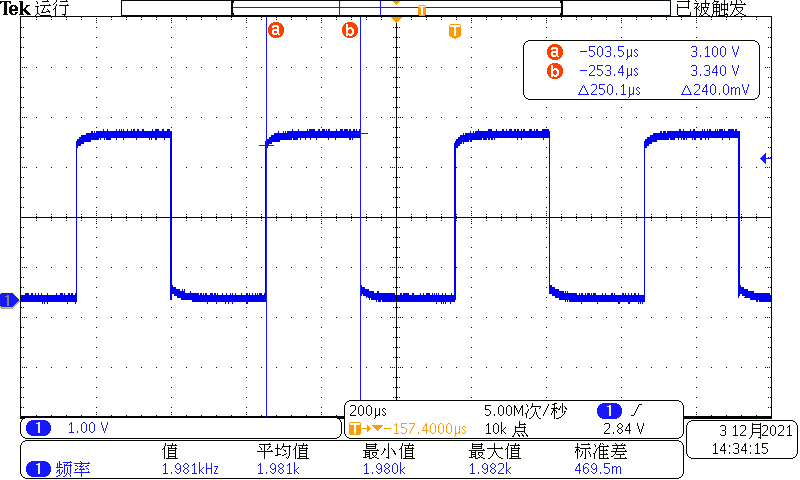 Tek 运行 已被触发
a b T
a -503.5µs 3.100 V
b -253.4µs 3.340 V
Δ250.1µs Δ240.0mV
1
1 1.00 V
200µs 5.00M次/秒 1
T→▼-157.4000µs 10k 点 2.84 V
3 12月2021
14:34:15
值 平均值 最小值 最大值 标准差
1 频率 1.981kHz 1.981k 1.980k 1.982k 469.5m